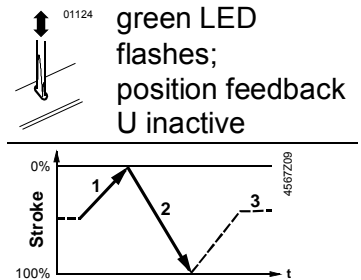 01124
green LED
flashes;
position feedback
U inactive
0%
Stroke
100%
1
2
3
t
4567Z09